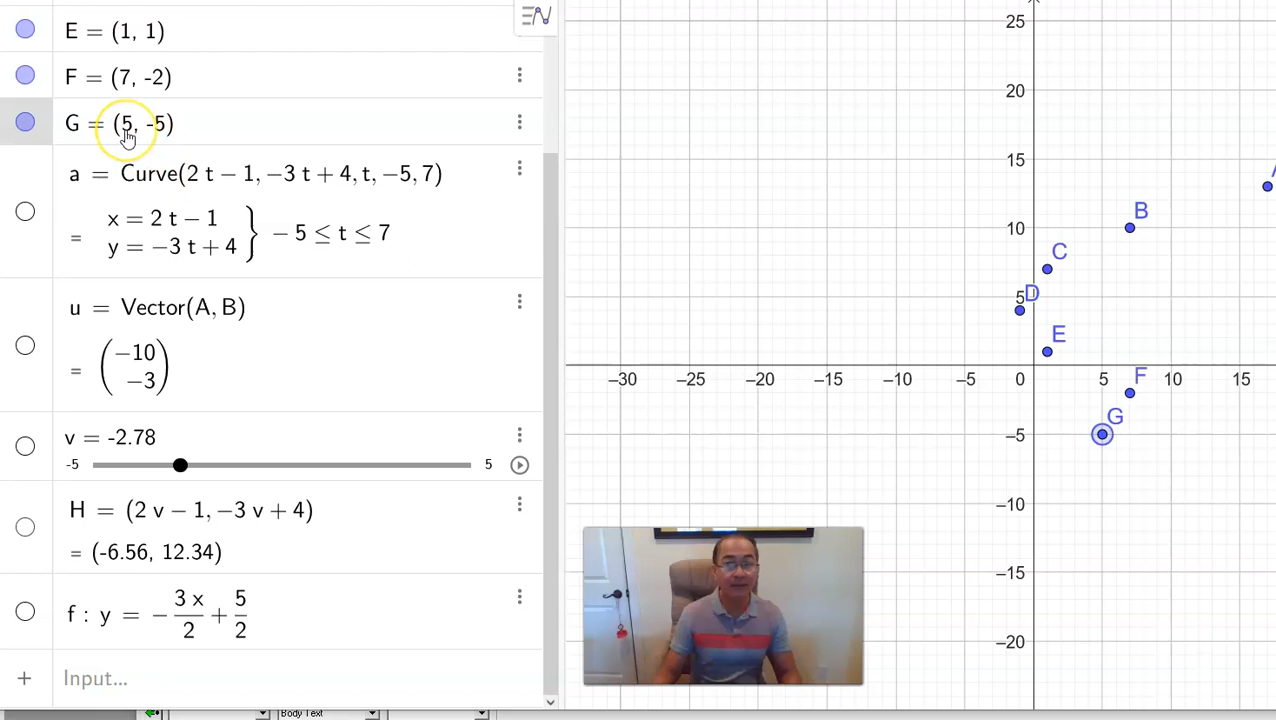 E = (1, 1)
F = (7, -2)
G = (5, -5)
a = Curve(2 t − 1, −3 t + 4, t, −5, 7)
x = 2 t − 1
= } − 5 ≤ t ≤ 7
y = −3 t + 4
u = Vector(A, B)
−10
= ( )
−3
v = -2.78
-5 5
H = (2 v − 1, −3 v + 4)
= (-6.56, 12.34)
f : y = − 3 x / 2 + 5 / 2
+ Input...
Body Text
25
20
15
B
10
C
5
D
E
−30 −25 −20 −15 −10 −5 0 5 10 15
F
G
−5
−10
−15
−20